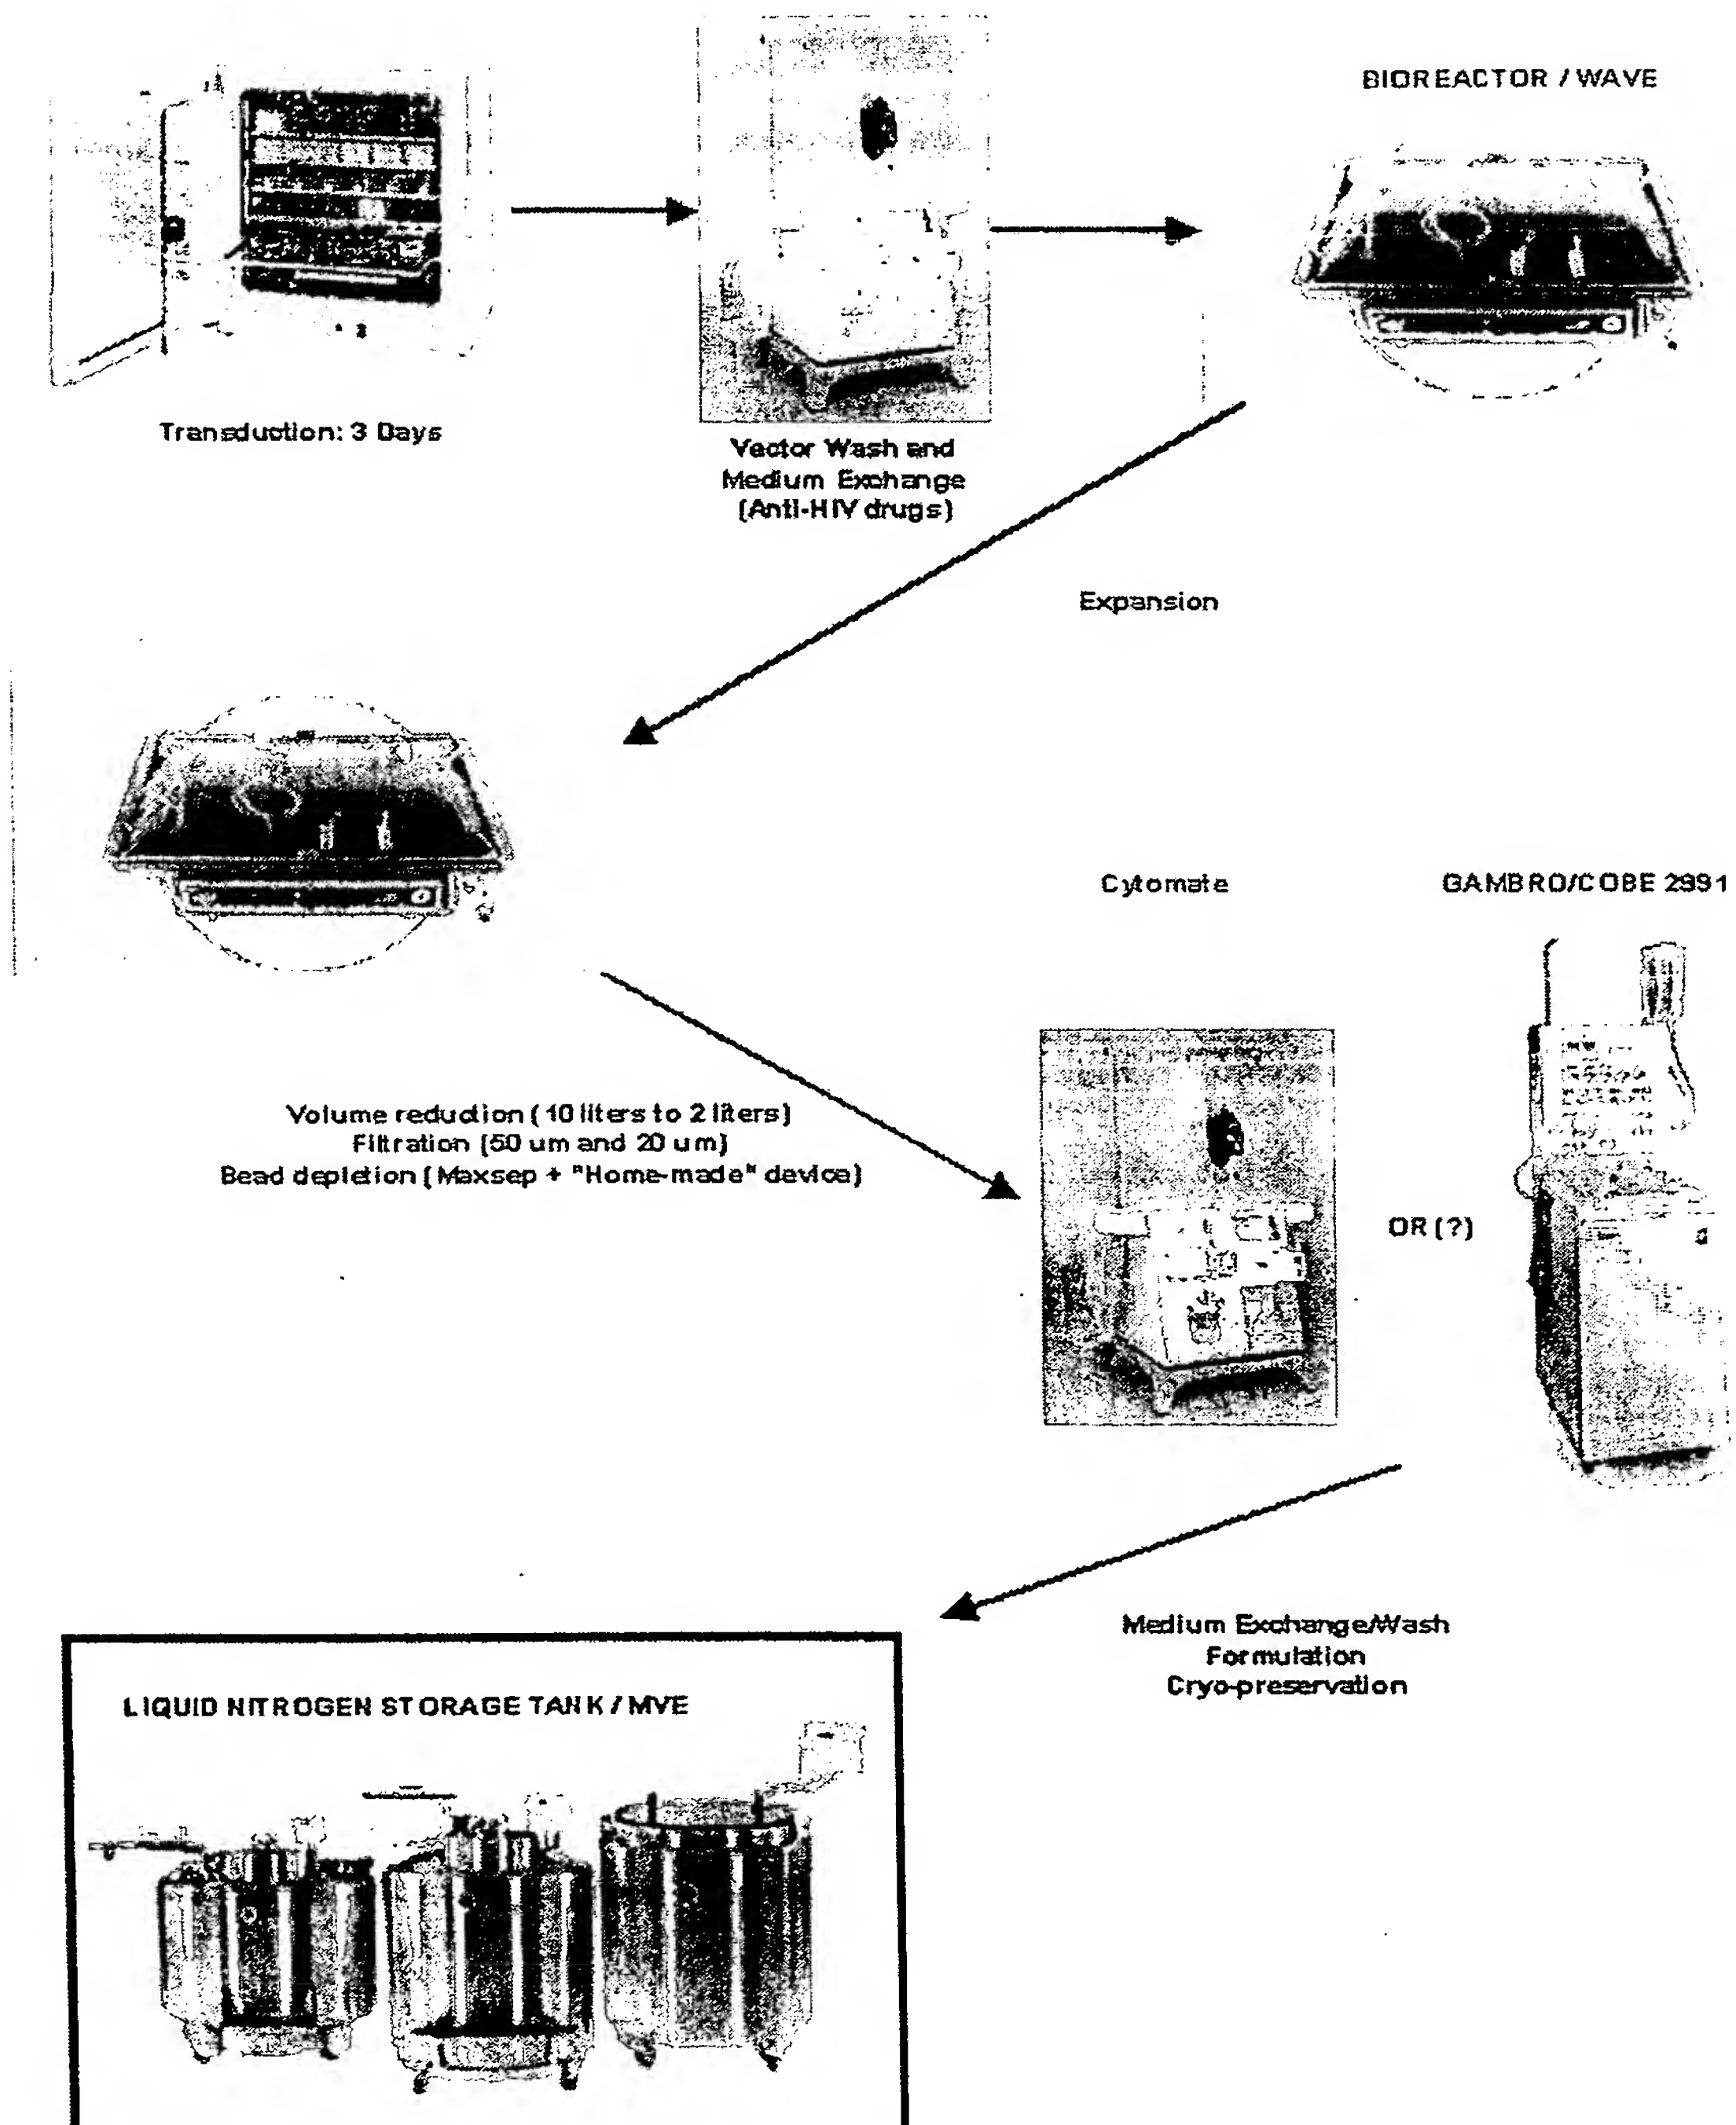 BIOREACTOR / WAVE
Transduction: 3 Days
Vector Wash and
Medium Exchange
(Anti-HIV drugs)
Expansion
Cytomate
GAMBRO/COBE 2991
Volume reduction (10 liters to 2 liters)
Filtration (50 um and 20 um)
Bead depletion (Maxsep + "Home-made" device)
OR (?)
Medium Exchange/Wash
Formulation
Cryo-preservation
LIQUID NITROGEN STORAGE TANK / MVE